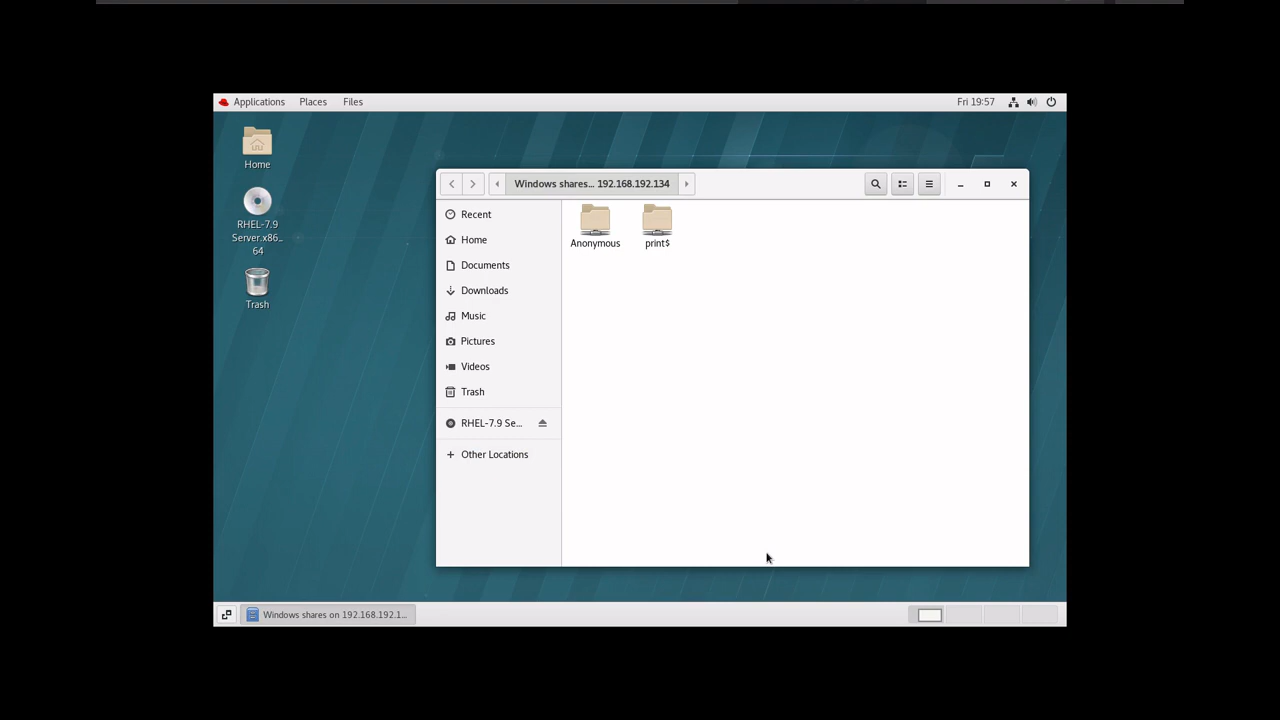 Applications Places Files Fri 19:57
Home
RHEL-7.9
Server.x86_
64
Trash
Windows shares... 192.168.192.134
Recent
Home
Documents
Downloads
Music
Pictures
Videos
Trash
RHEL-7.9 Se...
Other Locations
Anonymous print$
Windows shares on 192.168.192.1...